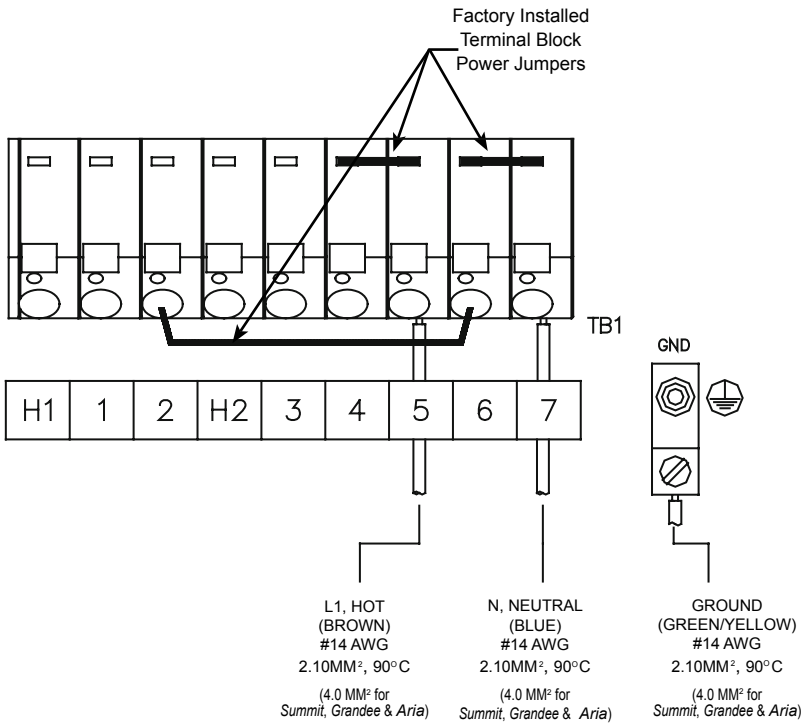 Factory Installed
Terminal Block
Power Jumpers
TB1
GND
H1 1 2 H2 3 4 5 6 7
L1, HOT
(BROWN)
#14 AWG
2.10MM², 90°C
(4.0 MM² for
Summit, Grandee & Aria)
N, NEUTRAL
(BLUE)
#14 AWG
2.10MM², 90°C
(4.0 MM² for
Summit, Grandee & Aria)
GROUND
(GREEN/YELLOW)
#14 AWG
2.10MM², 90°C
(4.0 MM² for
Summit, Grandee & Aria)